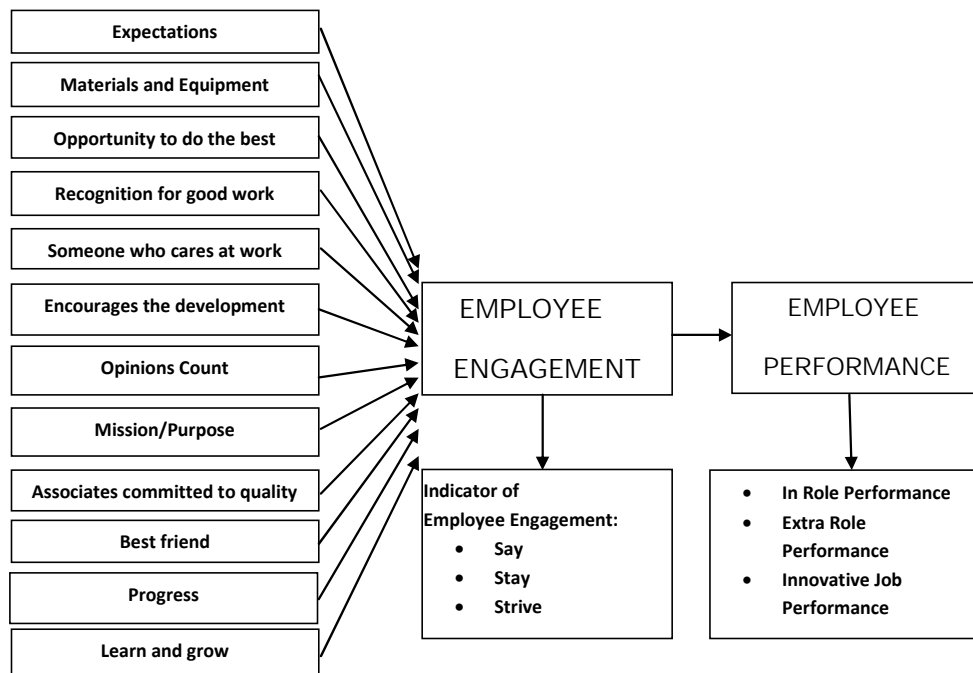 Expectations
Materials and Equipment
Opportunity to do the best
Recognition for good work
Someone who cares at work
Encourages the development
Opinions Count
Mission/Purpose
Associates committed to quality
Best friend
Progress
Learn and grow
EMPLOYEE
ENGAGEMENT
EMPLOYEE
PERFORMANCE
Indicator of
Employee Engagement:
• Say
• Stay
• Strive
• In Role Performance
• Extra Role
Performance
• Innovative Job
Performance